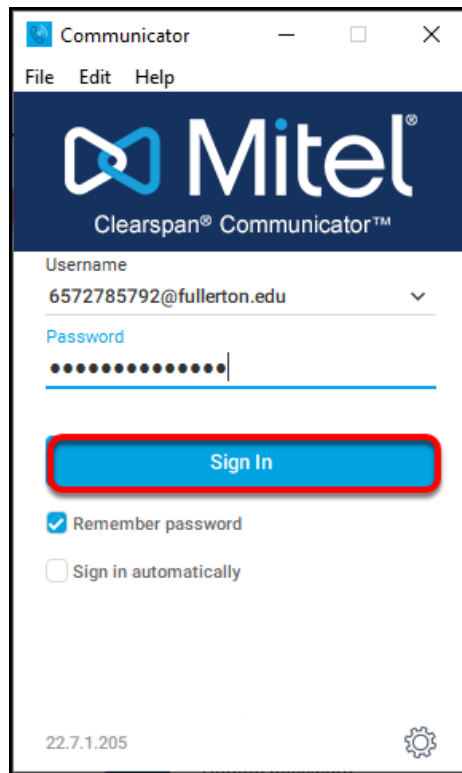 Communicator
File Edit Help
Mitel®
Clearspan® Communicator™
Username
6572785792@fullerton.edu
Password
••••••••••••••
Sign In
Remember password
Sign in automatically
22.7.1.205